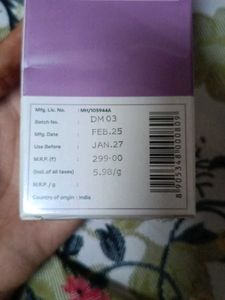 Mfg. Lic. No. : MH/105944A
Batch No. : DM 03
Mfg. Date : FEB.25
Use Before : JAN.27
M.R.P. (₹) : 299.00
(Incl. of all taxes) 5.98/g
M.R.P. / g :
Country of origin : India
8905348000809